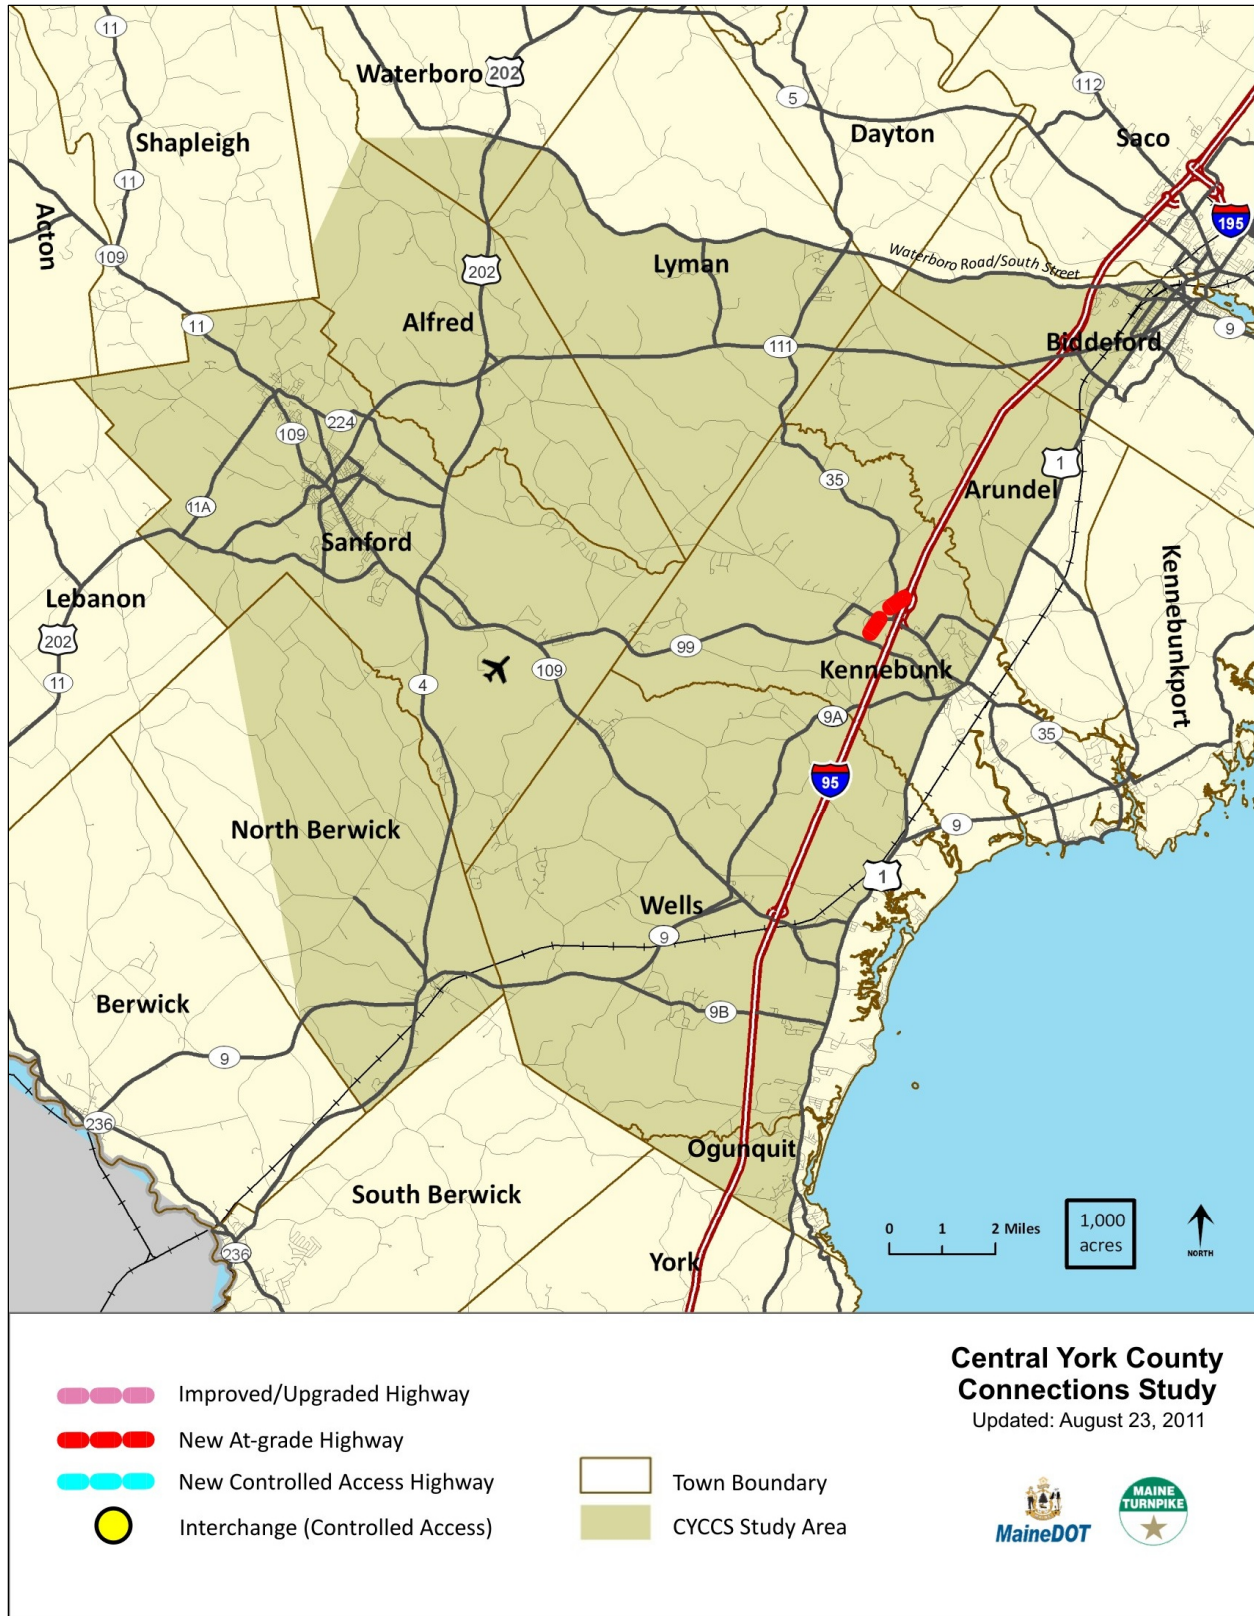 11
Waterboro
202
5
112
Shapleigh
Dayton
Saco
11
Acton
109
195
Lyman
Waterboro Road/South Street
202
11
Alfred
9
111
Biddeford
109
224
1
35
Arundel
11A
Sanford
Kennebunkport
Lebanon
202
99
Kennebunk
11
4
109
9A
35
95
North Berwick
9
1
Wells
9
Berwick
9B
9
236
Ogunquit
South Berwick
0 1 2 Miles
1,000
acres
NORTH
236
York
Central York County
Connections Study
Updated: August 23, 2011
Improved/Upgraded Highway
New At-grade Highway
New Controlled Access Highway
Interchange (Controlled Access)
Town Boundary
CYCCS Study Area
MaineDOT
MAINE
TURNPIKE